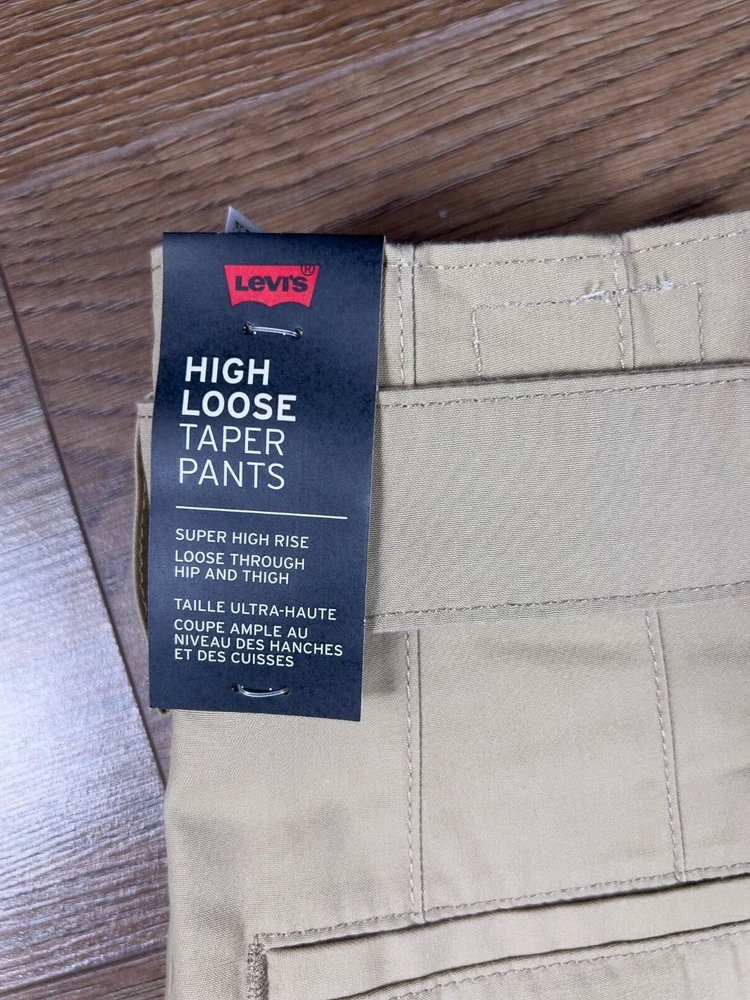 LEVI'S®
HIGH
LOOSE
TAPER
PANTS
SUPER HIGH RISE
LOOSE THROUGH
HIP AND THIGH
TAILLE ULTRA-HAUTE
COUPE AMPLE AU
NIVEAU DES HANCHES
ET DES CUISSES